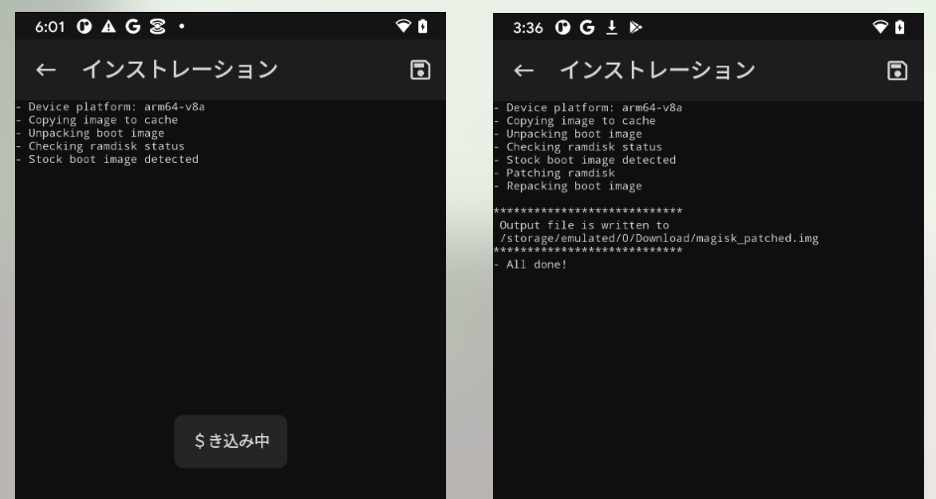 6:01
インストレーション
- Device platform: arm64-v8a
- Copying image to cache
- Unpacking boot image
- Checking ramdisk status
- Stock boot image detected
$き込み中
3:36
インストレーション
- Device platform: arm64-v8a
- Copying image to cache
- Unpacking boot image
- Checking ramdisk status
- Stock boot image detected
- Patching ramdisk
- Repacking boot image
****************************
Output file is written to
/storage/emulated/0/Download/magisk_patched.img
****************************
- All done!